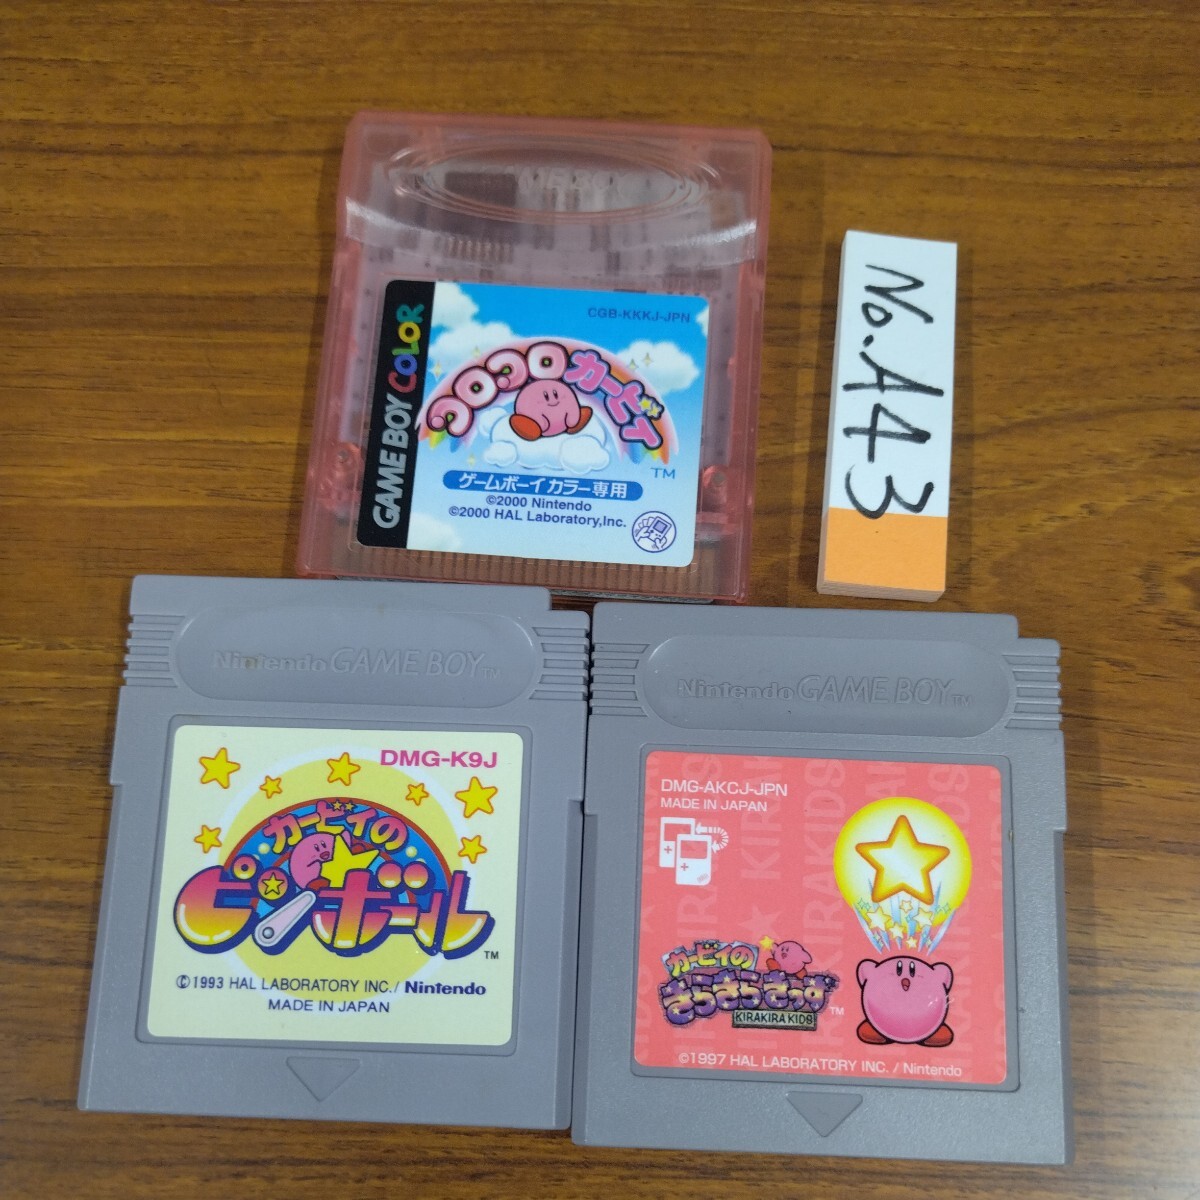 GAME BOY
GAME BOY COLOR
CGB-KKKJ-JPN
コロコロカービィ
TM
ゲームボーイカラー専用
©2000 Nintendo
©2000 HAL Laboratory,Inc.
No.A43
Nintendo GAME BOY TM
DMG-K9J
カービィの
ピンボール
TM
©1993 HAL LABORATORY INC./Nintendo
MADE IN JAPAN
Nintendo GAME BOY TM
DMG-AKCJ-JPN
MADE IN JAPAN
カービィの
きらきらきっず
TM
KIRAKIRA KIDS
©1997 HAL LABORATORY INC. / Nintendo